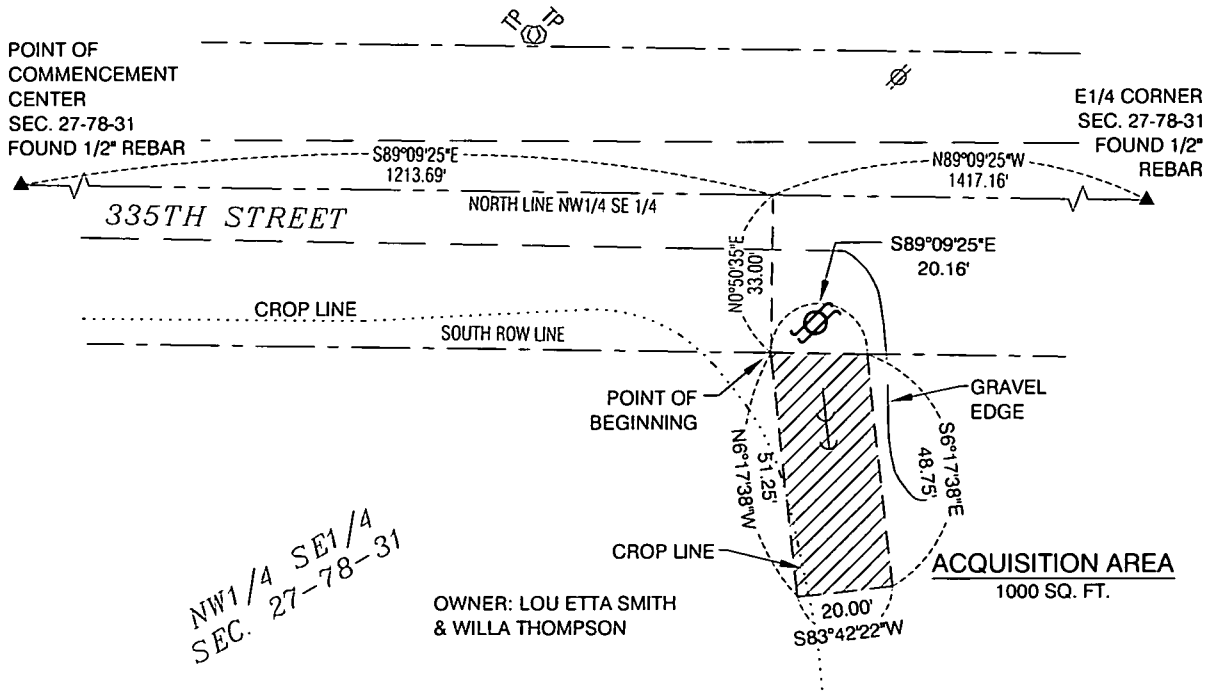 TP TP
POINT OF
COMMENCEMENT
CENTER
SEC. 27-78-31
FOUND 1/2" REBAR
E1/4 CORNER
SEC. 27-78-31
FOUND 1/2"
REBAR
S89°09'25"E
1213.69'
N89°09'25"W
1417.16'
335TH STREET
NORTH LINE NW1/4 SE 1/4
N0°50'35"E
33.00'
S89°09'25"E
20.16'
CROP LINE
SOUTH ROW LINE
POINT OF
BEGINNING
GRAVEL
EDGE
N6°17'38"W
51.25'
S6°17'38"E
48.75'
CROP LINE
ACQUISITION AREA
1000 SQ. FT.
NW1/4 SE1/4
SEC. 27-78-31
OWNER: LOU ETTA SMITH
& WILLA THOMPSON
20.00'
S83°42'22"W